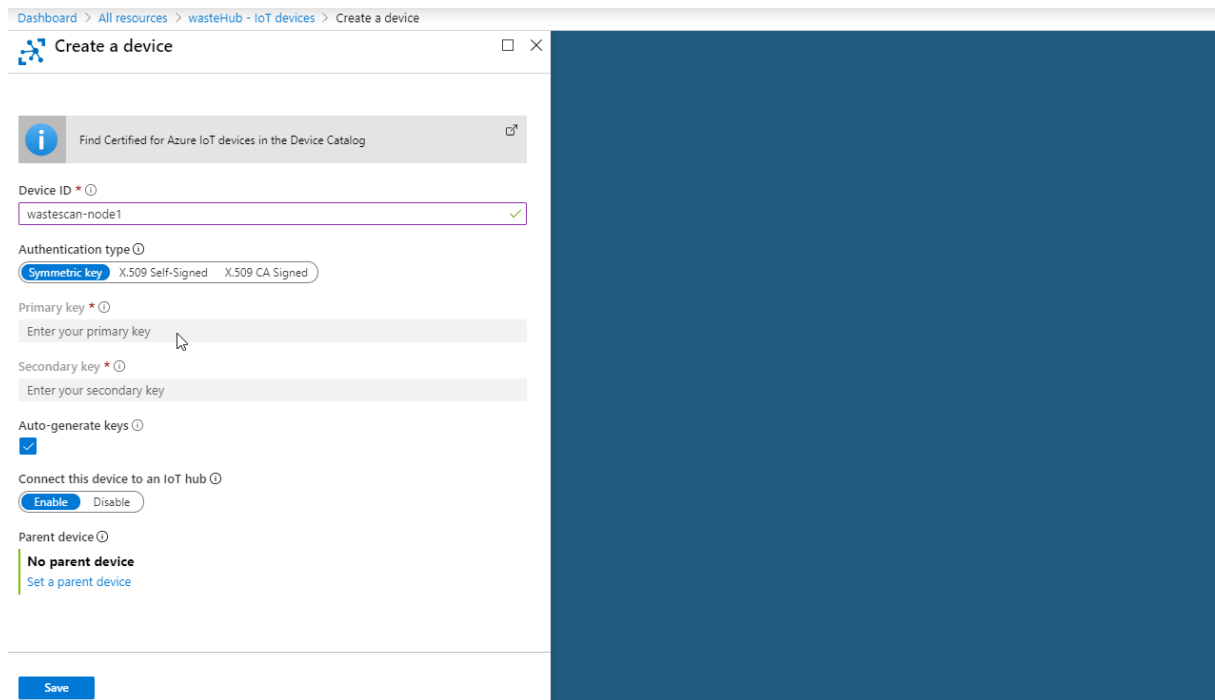 Dashboard > All resources > wasteHub - IoT devices > Create a device
Create a device
Find Certified for Azure IoT devices in the Device Catalog
Device ID *
wastescan-node1
Authentication type
Symmetric key X.509 Self-Signed X.509 CA Signed
Primary key *
Enter your primary key
Secondary key *
Enter your secondary key
Auto-generate keys
Connect this device to an IoT hub
Enable Disable
Parent device
No parent device
Set a parent device
Save